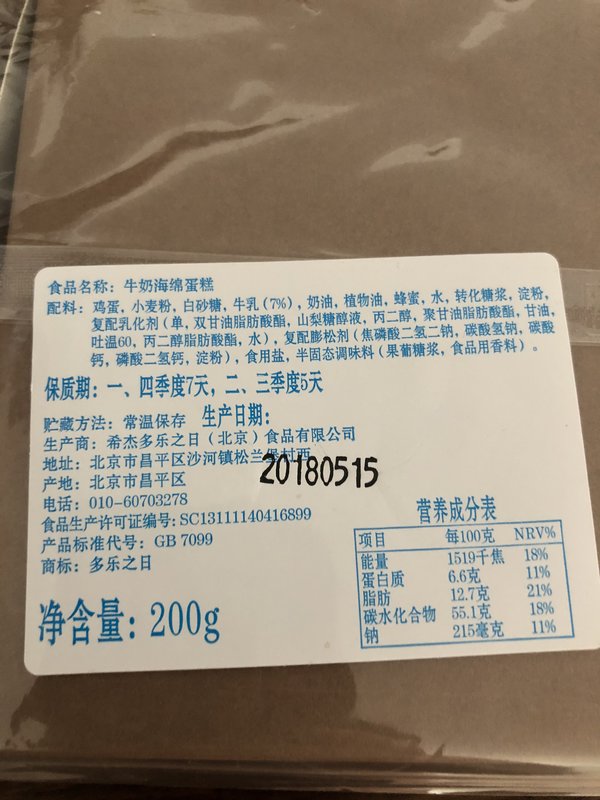 食品名称：牛奶海绵蛋糕
配料：鸡蛋，小麦粉，白砂糖，牛乳（7%），奶油，植物油，蜂蜜，水，转化糖浆，淀粉，
复配乳化剂（单，双甘油脂肪酸酯，山梨糖醇液，丙二醇，聚甘油脂肪酸酯，甘油，
吐温60，丙二醇脂肪酸酯，水），复配膨松剂（焦磷酸二氢二钠，碳酸氢钠，碳酸
钙，磷酸二氢钙，淀粉），食用盐，半固态调味料（果葡糖浆，食品用香料）。
保质期：一、四季度7天，二、三季度5天
贮藏方法：常温保存 生产日期：
生产商：希杰多乐之日（北京）食品有限公司
地址：北京市昌平区沙河镇松兰堡村西
20180515
产地：北京市昌平区
电话：010-60703278
食品生产许可证编号：SC13111140416899
产品标准代号：GB 7099
商标：多乐之日
净含量：200g
营养成分表
项目 每100克 NRV%
能量 1519千焦 18%
蛋白质 6.6克 11%
脂肪 12.7克 21%
碳水化合物 55.1克 18%
钠 215毫克 11%